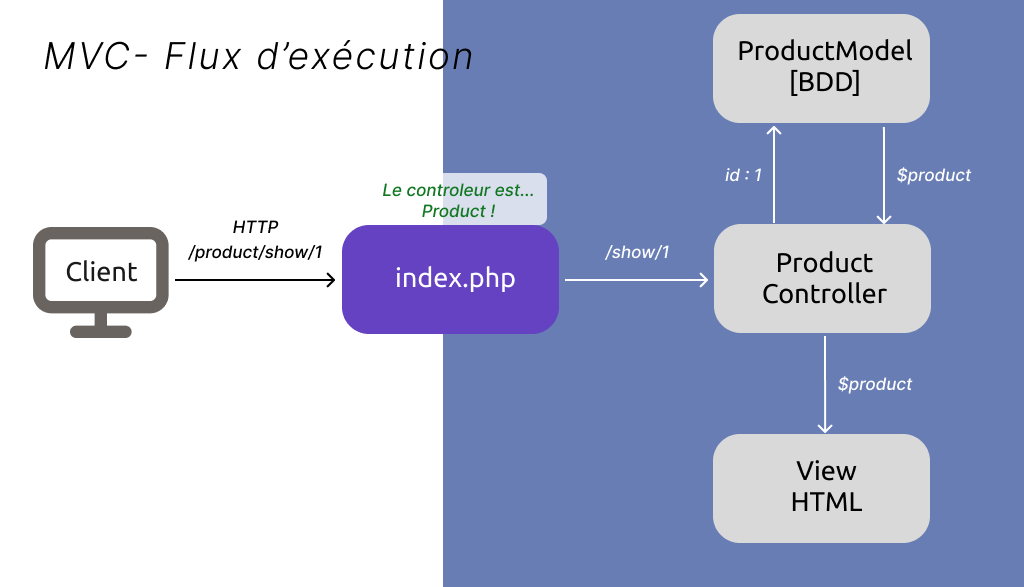 MVC- Flux d’exécution
ProductModel
[BDD]
id : 1
$product
Le controleur est...
Product !
HTTP
/product/show/1
Client
index.php
/show/1
Product
Controller
$product
View
HTML